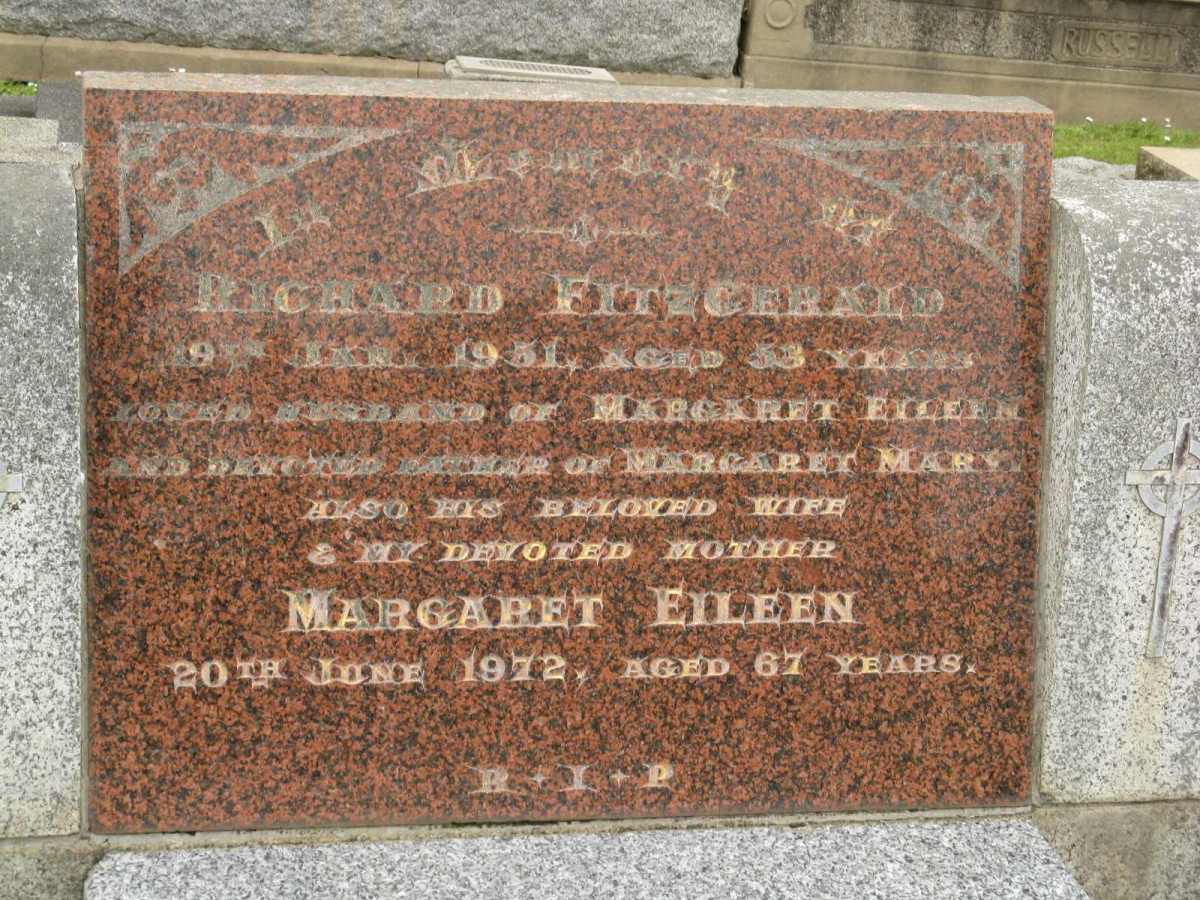 RUSSELL
In Memory of
RICHARD FITZGERALD
19TH JAN. 1951, AGED 53 YEARS
LOVED HUSBAND OF MARGARET EILEEN
AND DEVOTED FATHER OF MARGARET MARY.
ALSO HIS BELOVED WIFE
& MY DEVOTED MOTHER
MARGARET EILEEN
20TH JUNE 1972, AGED 67 YEARS.
R + I + P